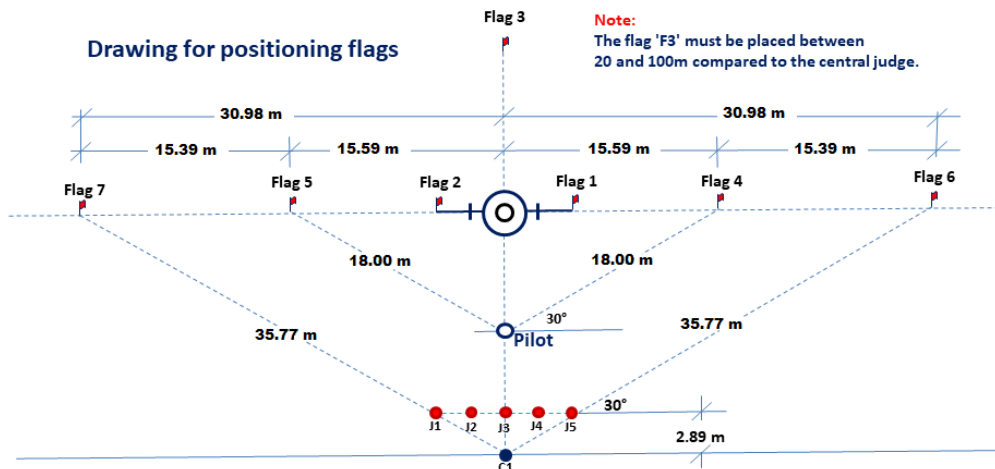 Flag 3
Note:
Drawing for positioning flags
The flag 'F3' must be placed between
20 and 100m compared to the central judge.
30.98 m
30.98 m
15.39 m
15.59 m
15.59 m
15.39 m
Flag 7
Flag 5
Flag 2
Flag 1
Flag 4
Flag 6
18.00 m
18.00 m
30°
Pilot
35.77 m
35.77 m
30°
J1
J2
J3
J4
J5
2.89 m
C1